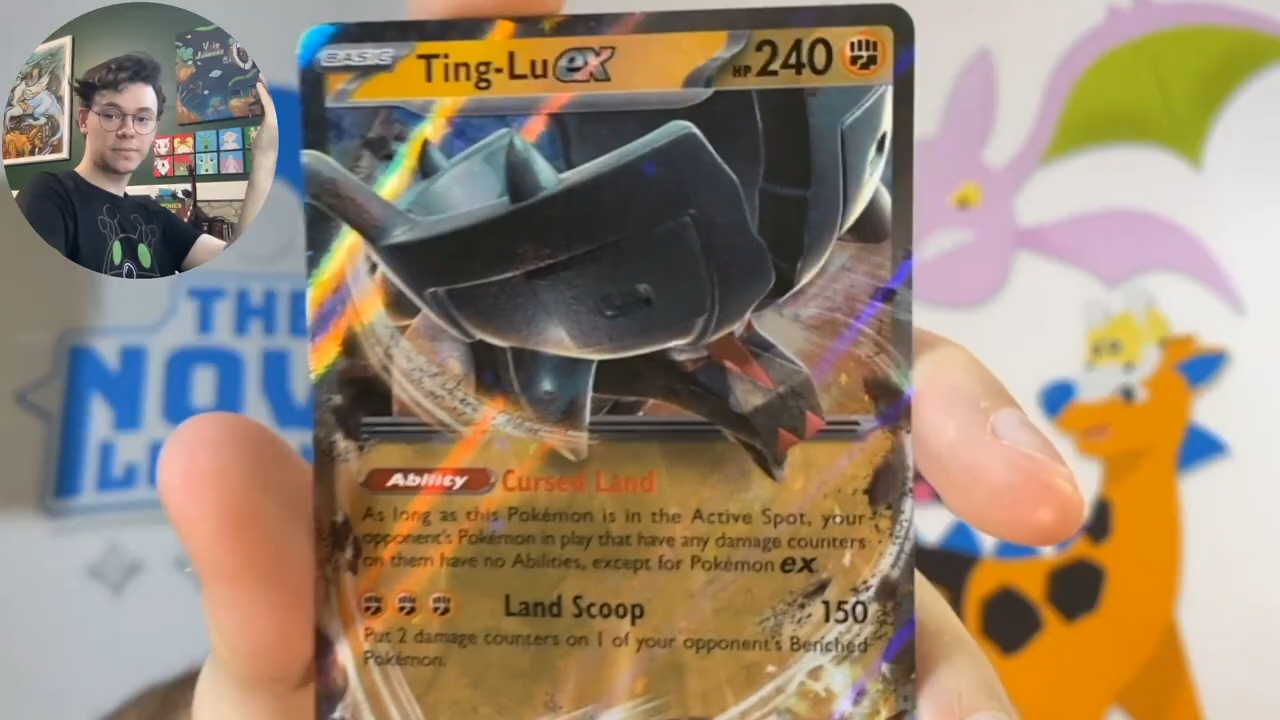 BASIC Ting-Lu ex HP 240
Ability Cursed Land
As long as this Pokémon is in the Active Spot, your
opponent's Pokémon in play that have any damage counters
on them have no Abilities, except for Pokémon ex.
Land Scoop 150
Put 2 damage counters on 1 of your opponent's Benched
Pokémon.
THE
NOV